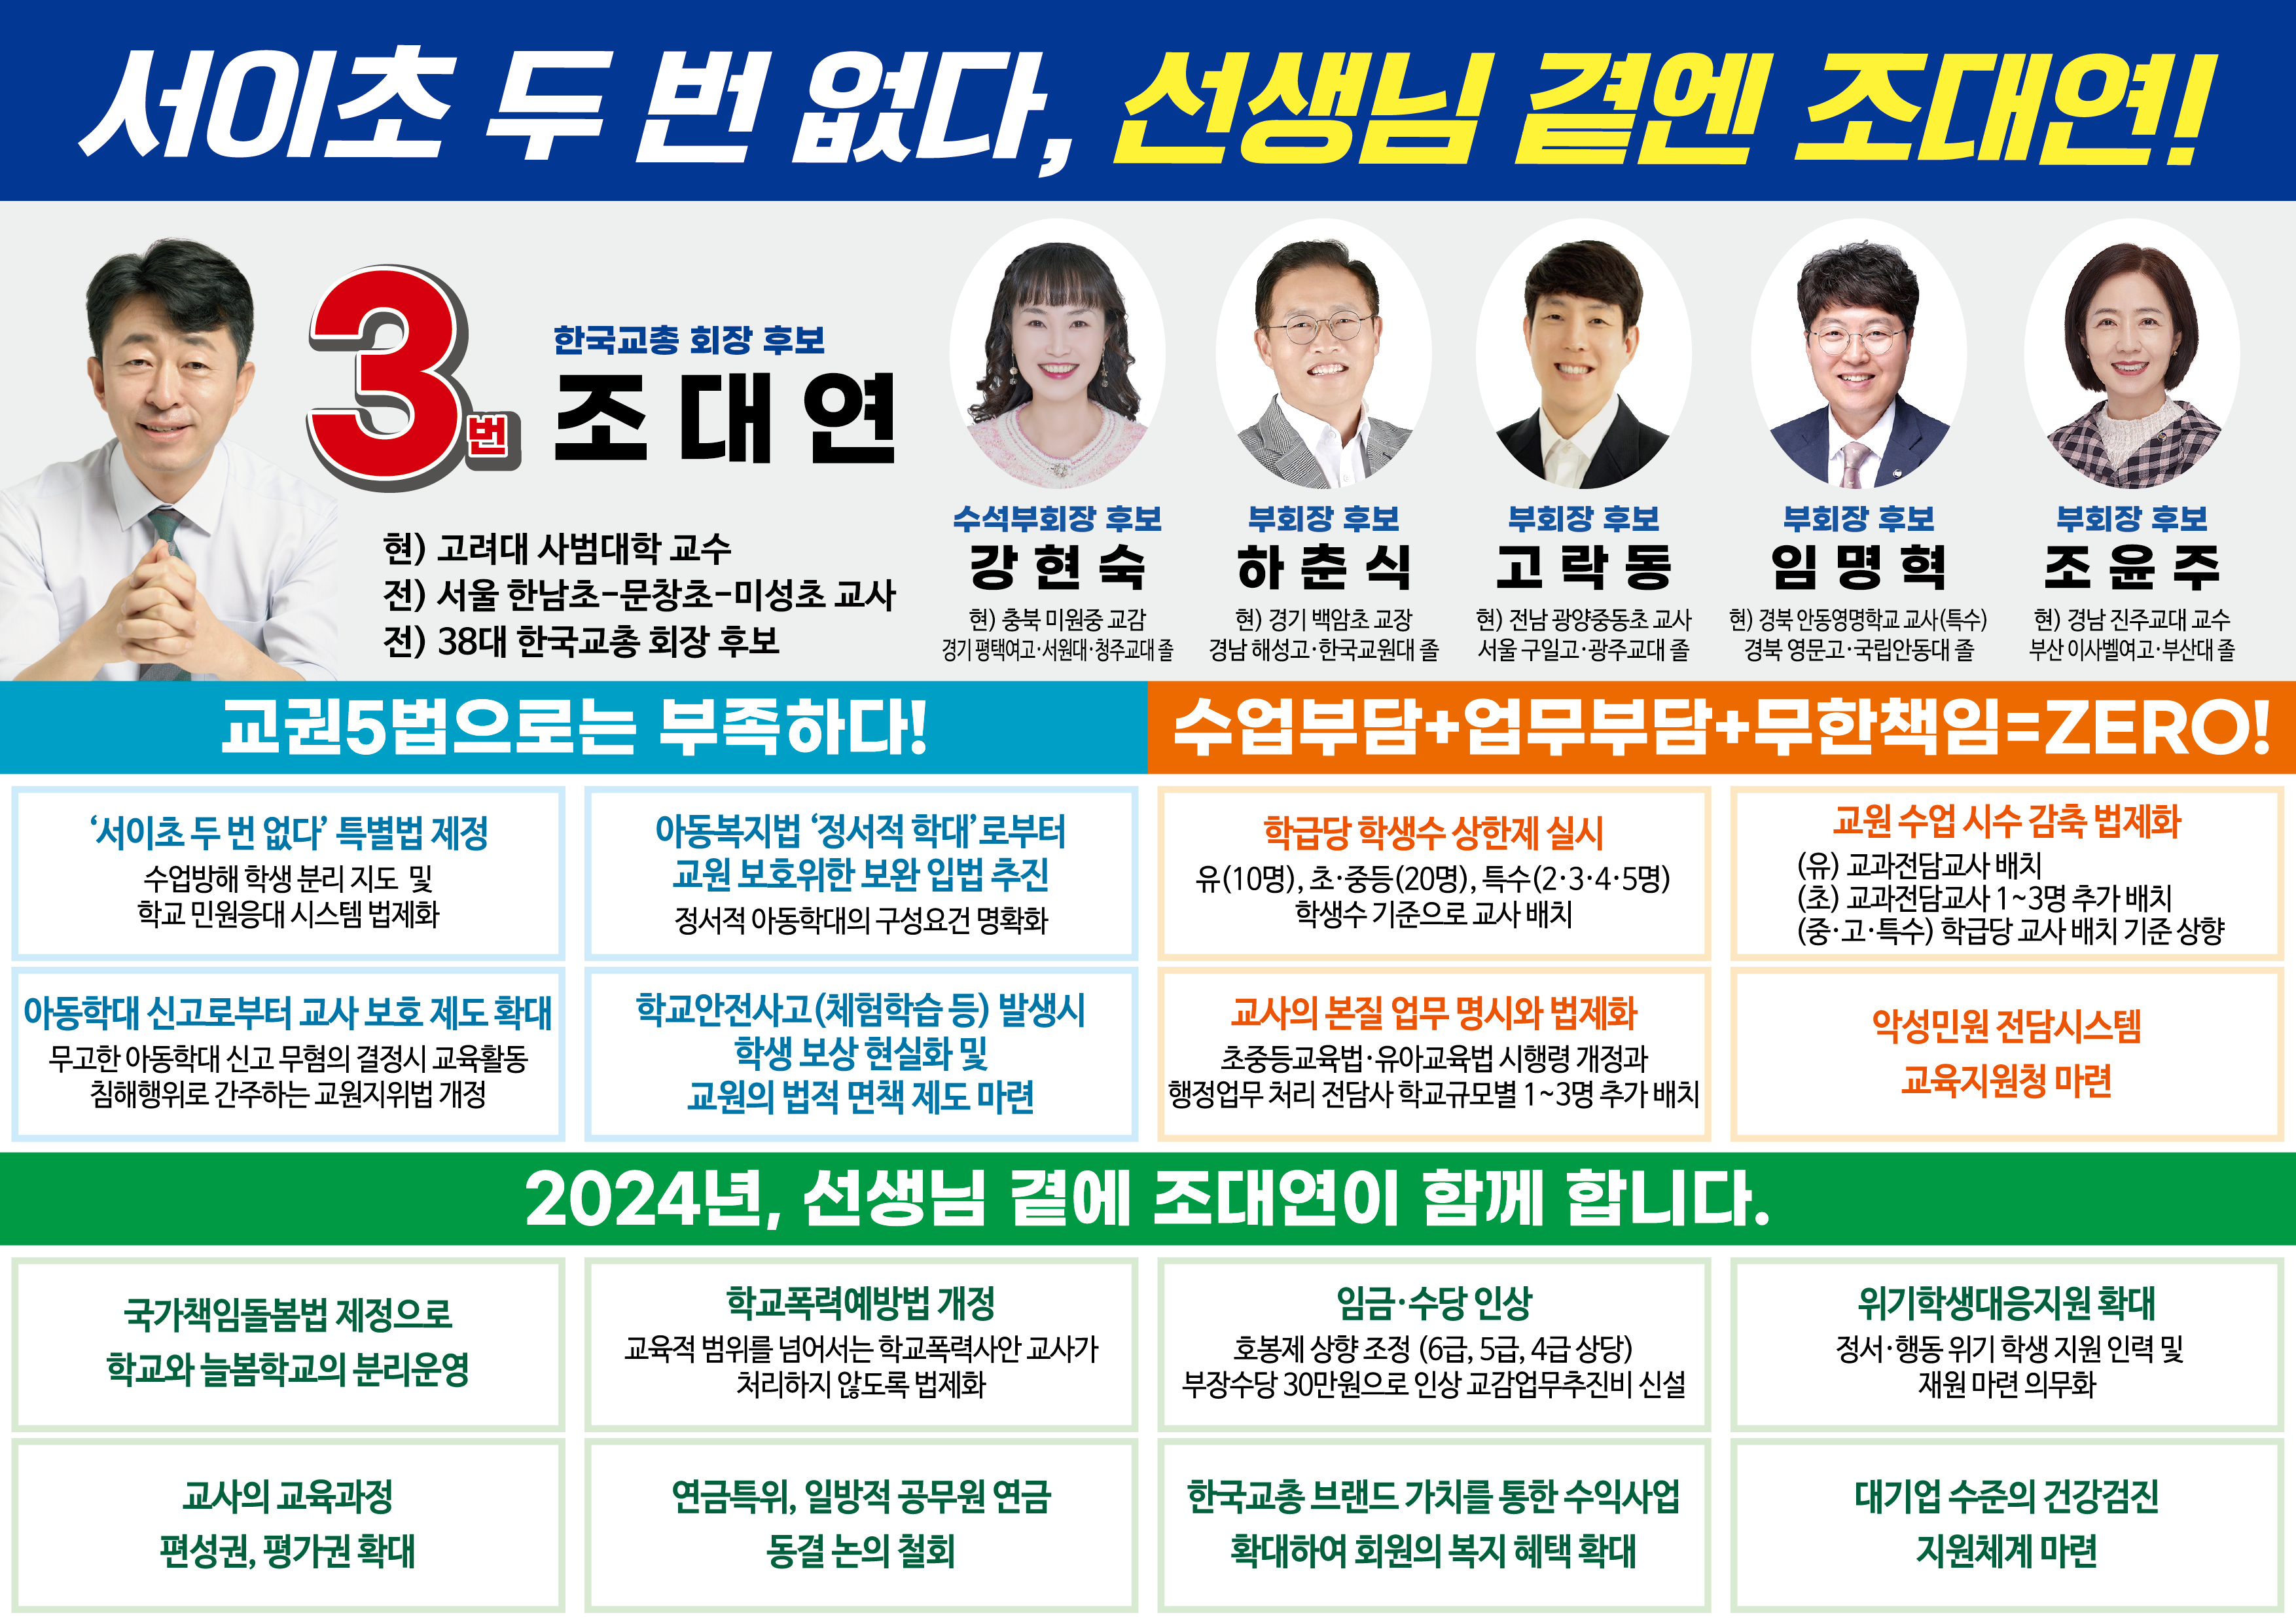 서이초 두 번 없다, 선생님 곁엔 조대연!
3번
한국교총 회장 후보
조대연
현) 고려대 사범대학 교수
전) 서울 한남초-문창초-미성초 교사
전) 38대 한국교총 회장 후보
수석부회장 후보
강현숙
현) 충북 미원중 교감
경기 평택여고·서원대·청주교대 졸
부회장 후보
하춘식
현) 경기 백암초 교장
경남 해성고·한국교원대 졸
부회장 후보
고락동
현) 전남 광양중동초 교사
서울 구일고·광주교대 졸
부회장 후보
임명혁
현) 경북 안동영명학교 교사(특수)
경북 영문고·국립안동대 졸
부회장 후보
조윤주
현) 경남 진주교대 교수
부산 이사벨여고·부산대 졸
교권5법으로는 부족하다!
수업부담+업무부담+무한책임=ZERO!
‘서이초 두 번 없다’ 특별법 제정
수업방해 학생 분리 지도 및
학교 민원응대 시스템 법제화
아동복지법 ‘정서적 학대’로부터
교원 보호위한 보완 입법 추진
정서적 아동학대의 구성요건 명확화
학급당 학생수 상한제 실시
유(10명), 초·중등(20명), 특수(2·3·4·5명)
학생수 기준으로 교사 배치
교원 수업 시수 감축 법제화
(유) 교과전담교사 배치
(초) 교과전담교사 1~3명 추가 배치
(중·고·특수) 학급당 교사 배치 기준 상향
아동학대 신고로부터 교사 보호 제도 확대
무고한 아동학대 신고 무혐의 결정시 교육활동
침해행위로 간주하는 교원지위법 개정
학교안전사고(체험학습 등) 발생시
학생 보상 현실화 및
교원의 법적 면책 제도 마련
교사의 본질 업무 명시와 법제화
초중등교육법·유아교육법 시행령 개정과
행정업무 처리 전담사 학교규모별 1~3명 추가 배치
악성민원 전담시스템
교육지원청 마련
2024년, 선생님 곁에 조대연이 함께 합니다.
국가책임돌봄법 제정으로
학교와 늘봄학교의 분리운영
학교폭력예방법 개정
교육적 범위를 넘어서는 학교폭력사안 교사가
처리하지 않도록 법제화
임금·수당 인상
호봉제 상향 조정 (6급, 5급, 4급 상당)
부장수당 30만원으로 인상 교감업무추진비 신설
위기학생대응지원 확대
정서·행동 위기 학생 지원 인력 및
재원 마련 의무화
교사의 교육과정
편성권, 평가권 확대
연금특위, 일방적 공무원 연금
동결 논의 철회
한국교총 브랜드 가치를 통한 수익사업
확대하여 회원의 복지 혜택 확대
대기업 수준의 건강검진
지원체계 마련